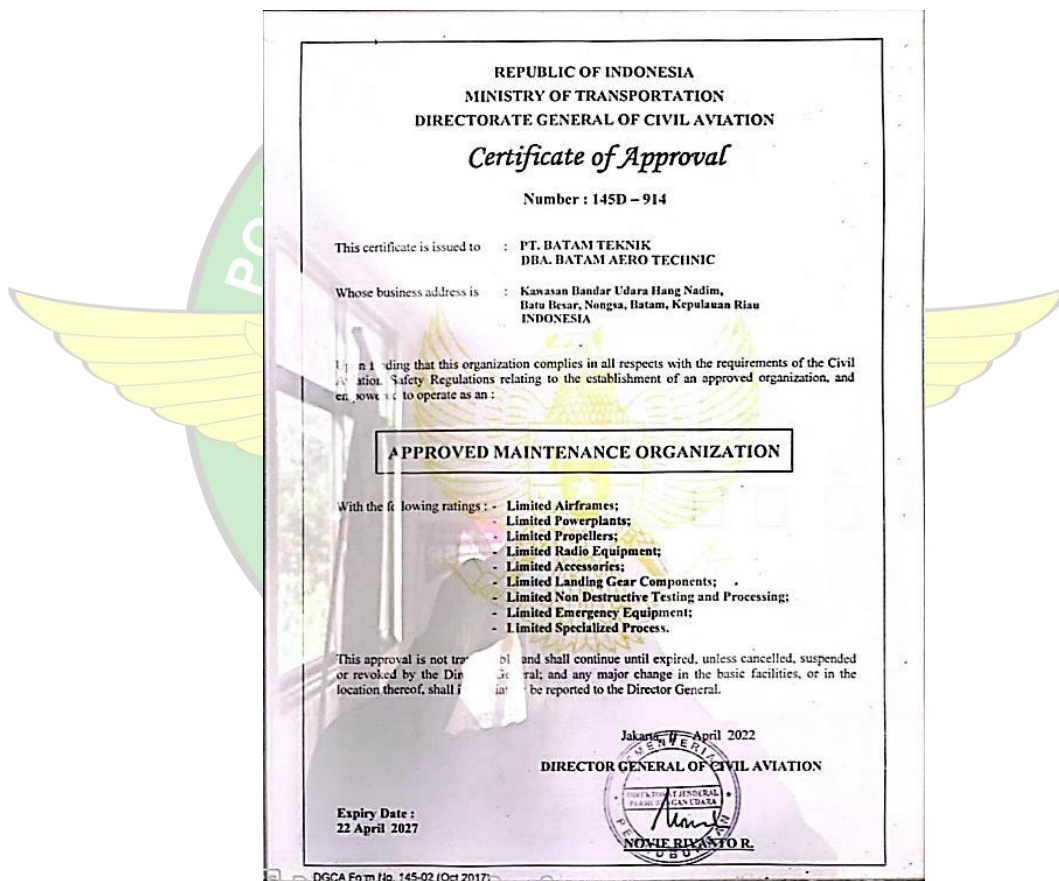 REPUBLIC OF INDONESIA
MINISTRY OF TRANSPORTATION
DIRECTORATE GENERAL OF CIVIL AVIATION
Certificate of Approval
Number : 145D – 914
This certificate is issued to : PT. BATAM TEKNIK
DBA. BATAM AERO TECHNIC
Whose business address is : Kawasan Bandar Udara Hang Nadim,
Batu Besar, Nongsa, Batam, Kepulauan Riau
INDONESIA
that this organization complies in all respects with the requirements of the Civil
Safety Regulations relating to the establishment of an approved organization, and
to operate as an :
APPROVED MAINTENANCE ORGANIZATION
With the following ratings : - Limited Airframes;
- Limited Powerplants;
- Limited Propellers;
- Limited Radio Equipment;
- Limited Accessories;
- Limited Landing Gear Components;
- Limited Non Destructive Testing and Processing;
- Limited Emergency Equipment;
- Limited Specialized Process.
This approval is not and shall continue until expired, unless cancelled, suspended
or revoked by the General; and any major change in the basic facilities, or in the
location thereof, shall be reported to the Director General.
Jakarta, April 2022
DIRECTOR GENERAL OF CIVIL AVIATION
KEMENTERIAN
DIREKTORAT JENDERAL
PERHUBUNGAN UDARA
PERHUBUNGAN
NOVIE RIYANTO R.
Expiry Date :
22 April 2027
DGCA Form No. 145-02 (Oct 2017)
PO